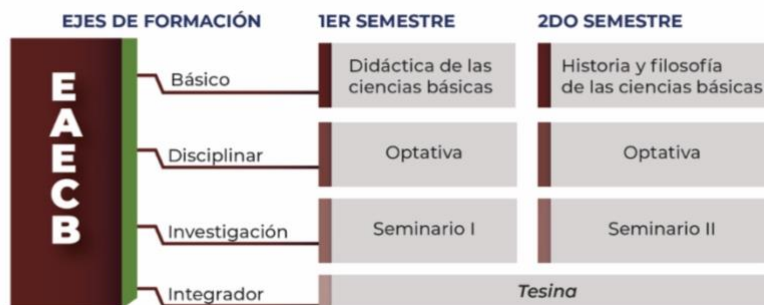 EJES DE FORMACIÓN 1ER SEMESTRE 2DO SEMESTRE
EAECB
Básico
Didáctica de las
ciencias básicas
Historia y filosofía
de las ciencias básicas
Disciplinar
Optativa
Optativa
Investigación
Seminario I
Seminario II
Integrador
Tesina